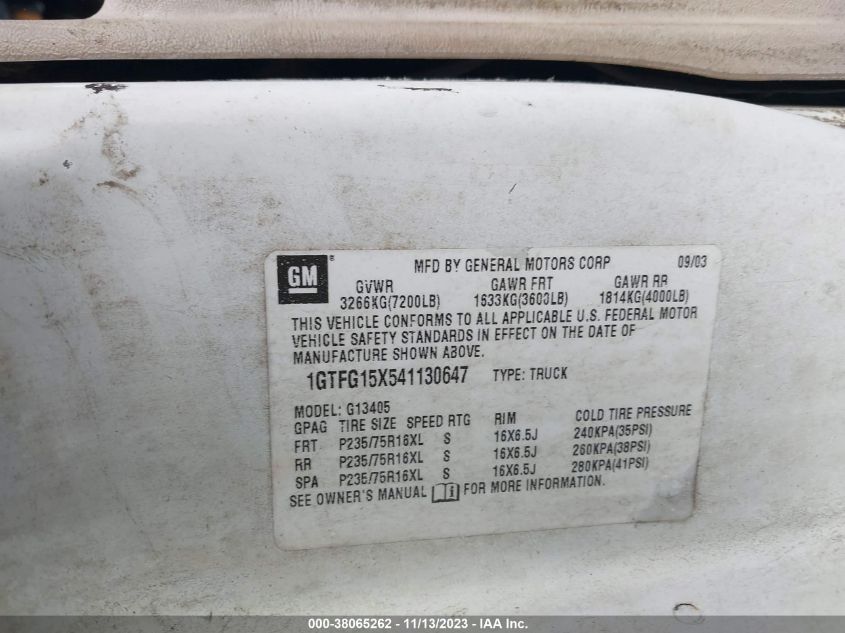 GM ®
MFD BY GENERAL MOTORS CORP 09/03
GVWR GAWR FRT GAWR RR
3266KG(7200LB) 1633KG(3600LB) 1814KG(4000LB)
THIS VEHICLE CONFORMS TO ALL APPLICABLE U.S. FEDERAL MOTOR
VEHICLE SAFETY STANDARDS IN EFFECT ON THE DATE OF
MANUFACTURE SHOWN ABOVE.
1GTFG15X541130647 TYPE: TRUCK
MODEL: G13405
GPAG TIRE SIZE SPEED RTG RIM COLD TIRE PRESSURE
FRT P235/75R16XL S 16X6.5J 240KPA(35PSI)
RR P235/75R16XL S 16X6.5J 260KPA(38PSI)
SPA P235/75R16XL S 16X6.5J 280KPA(41PSI)
SEE OWNER'S MANUAL FOR MORE INFORMATION.
000-38065262 - 11/13/2023 - IAA Inc.